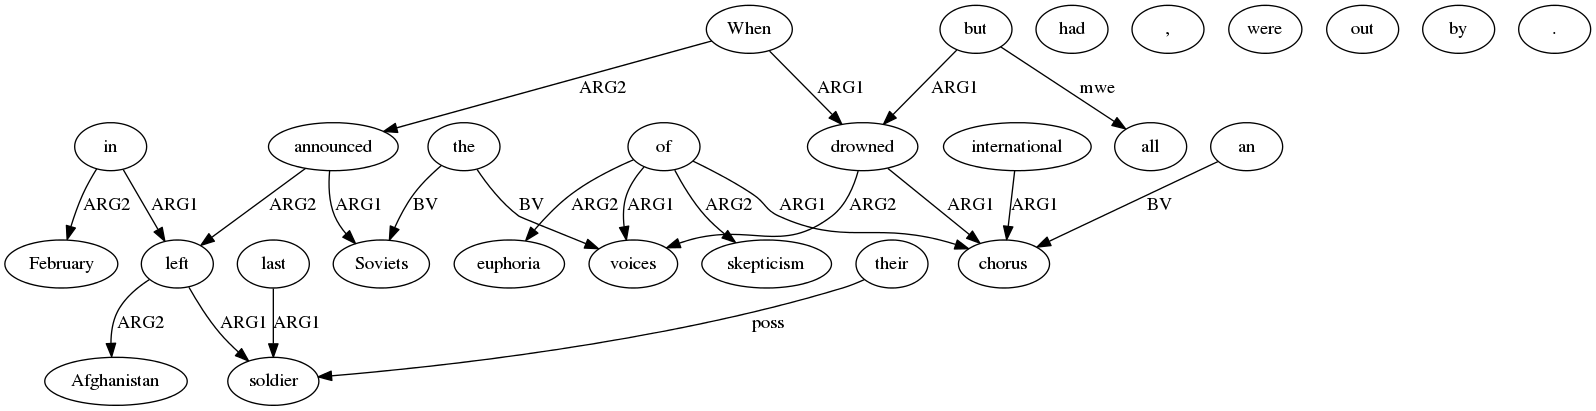 When but had , were out by .
ARG2 ARG1 ARG1 mwe
in announced the of drowned international all an
ARG2 ARG1 ARG2 ARG1 BV BV ARG2 ARG1 ARG2 ARG1 ARG2 ARG1 ARG1 BV
February left last Soviets euphoria voices skepticism their chorus
ARG2 ARG1 ARG1 poss
Afghanistan soldier